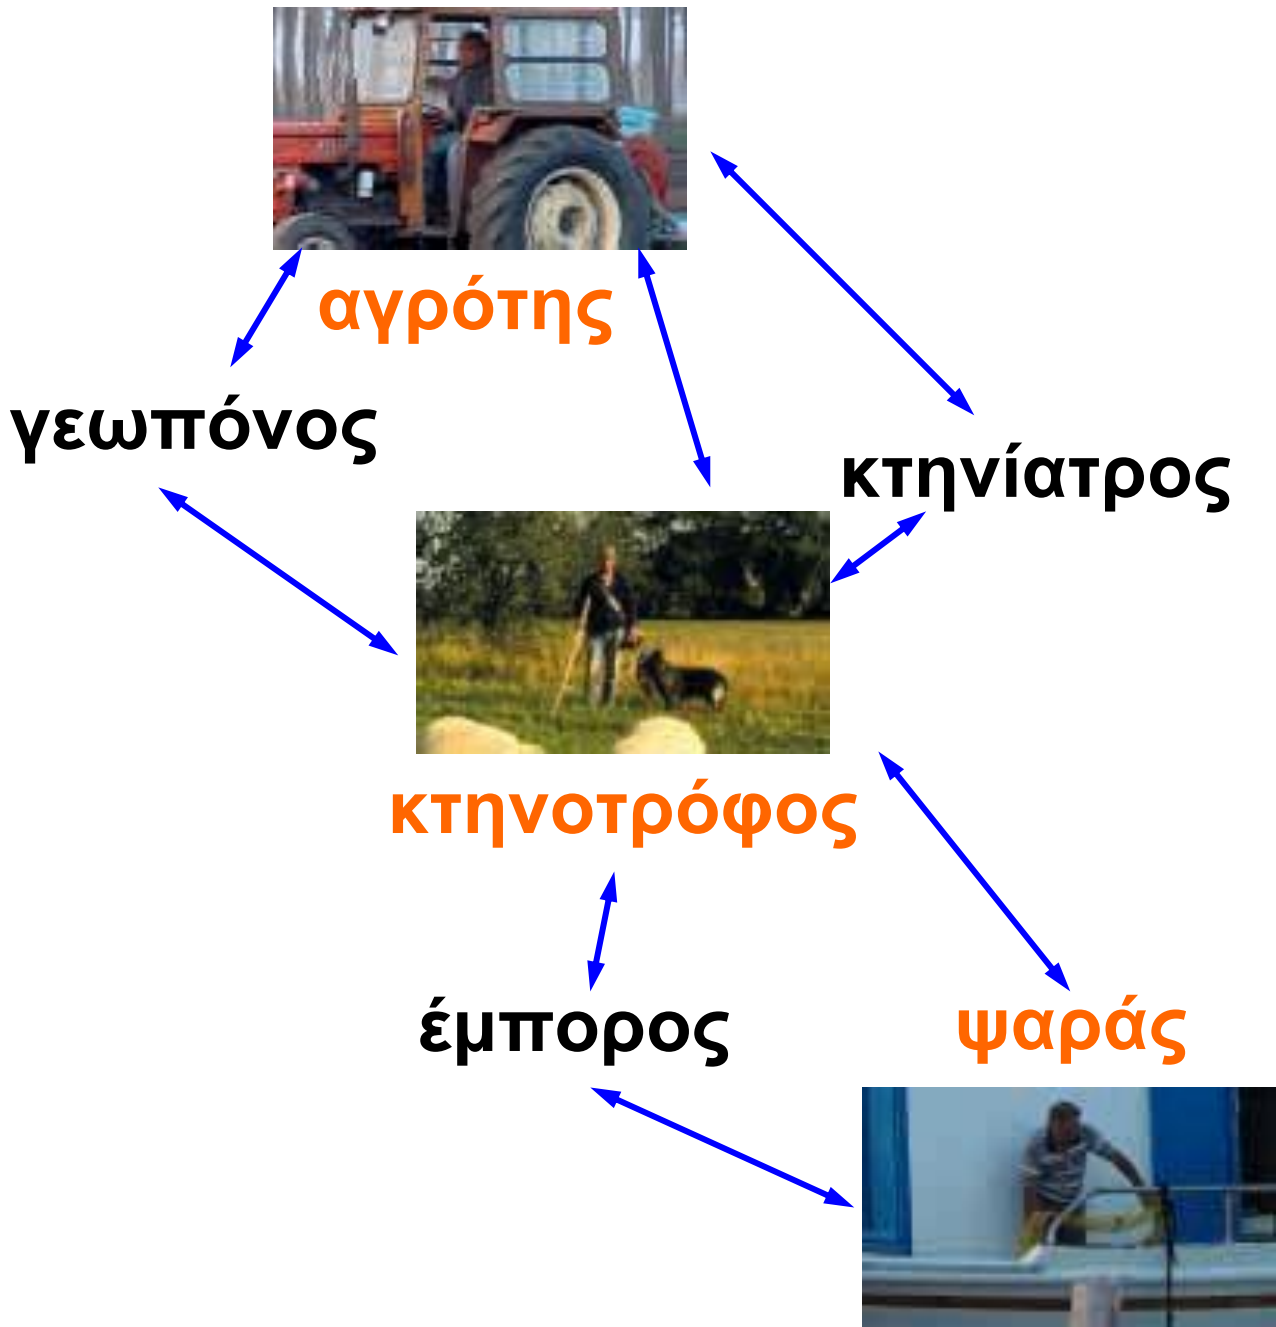 αγρότης
γεωπόνος
κτηνίατρος
κτηνοτρόφος
έμπορος
ψαράς